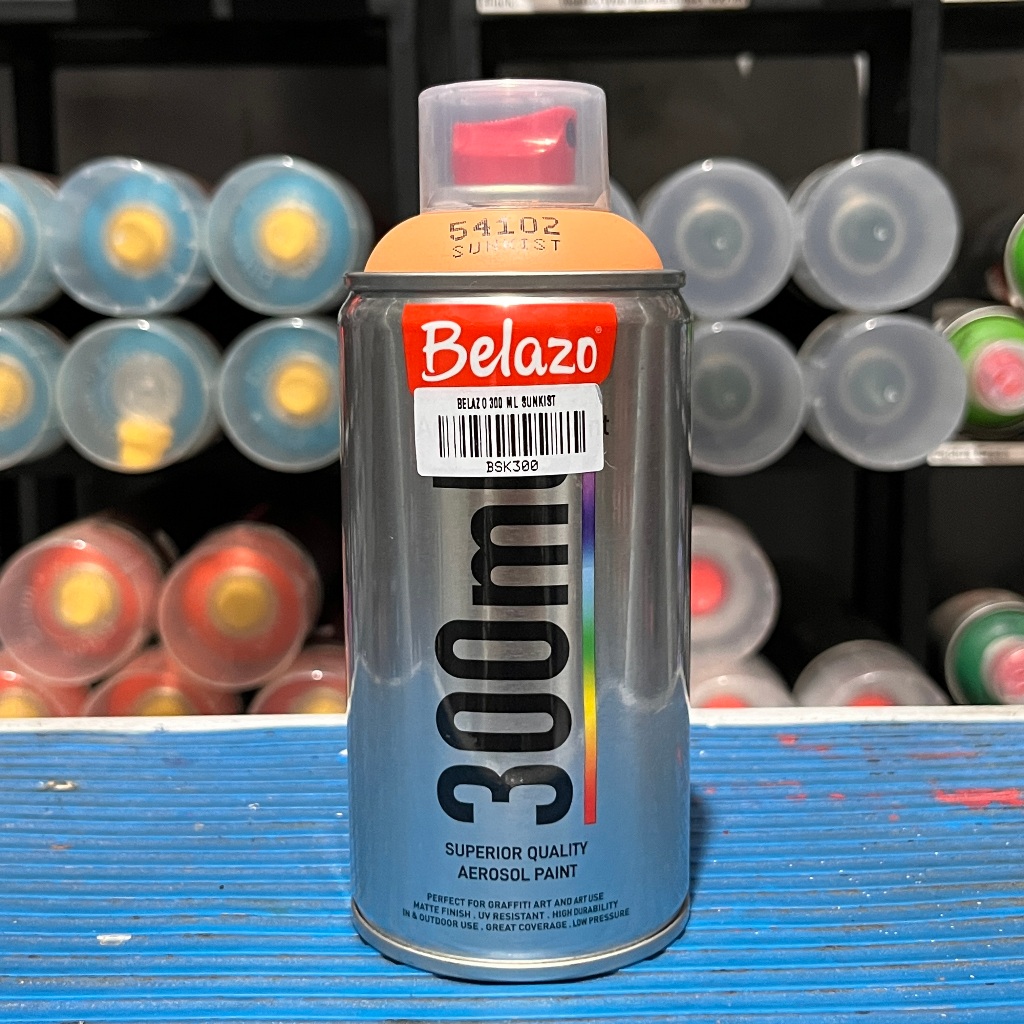 54102
SUNKIST
Belazo®
BELAZO 300 ML SUNKIST
BSK300
300ml
SUPERIOR QUALITY
AEROSOL PAINT
PERFECT FOR GRAFFITI ART AND ART USE
MATTE FINISH . UV RESISTANT . HIGH DURABILITY
IN & OUTDOOR USE . GREAT COVERAGE . LOW PRESSURE